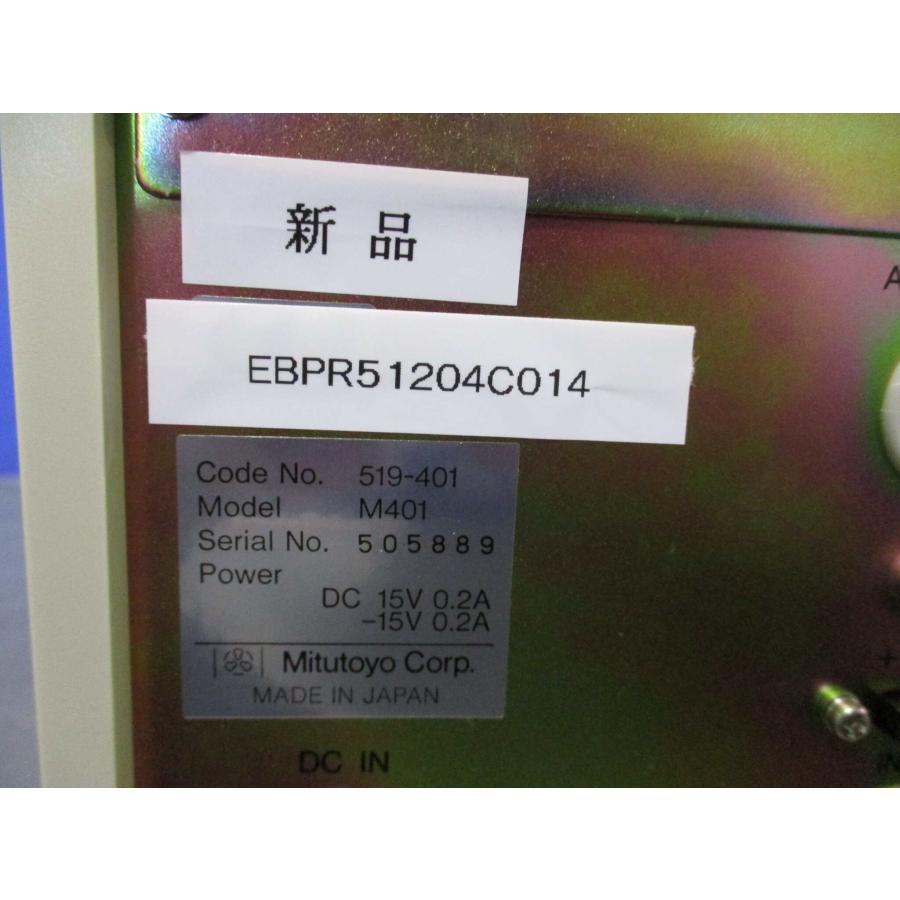 新品
EBPR51204C014
Code No. 519-401
Model M401
Serial No. 505889
Power
DC 15V 0.2A
-15V 0.2A
Mitutoyo Corp.
MADE IN JAPAN
DC IN